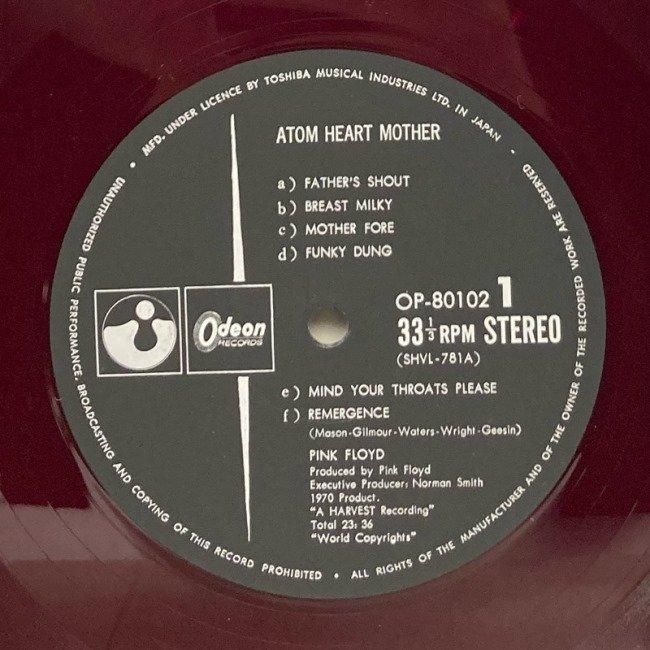 MFD. UNDER LICENCE BY TOSHIBA MUSICAL INDUSTRIES LTD. IN JAPAN
ATOM HEART MOTHER
a) FATHER'S SHOUT
b) BREAST MILKY
c) MOTHER FORE
d) FUNKY DUNG
Odeon
RECORDS
OP-80102 1
33 1/3 RPM STEREO
(SHVL-781A)
e) MIND YOUR THROATS PLEASE
f) REMERGENCE
(Mason-Gilmour-Waters-Wright-Geesin)
PINK FLOYD
Produced by Pink Floyd
Executive Producer: Norman Smith
1970 Product.
"A HARVEST Recording"
Total 23: 36
"World Copyrights"
UNAUTHORIZED PUBLIC PERFORMANCE, BROADCASTING AND COPYING OF THIS RECORD PROHIBITED • ALL RIGHTS OF THE MANUFACTURER AND OF THE OWNER OF THE RECORDED WORK ARE RESERVED